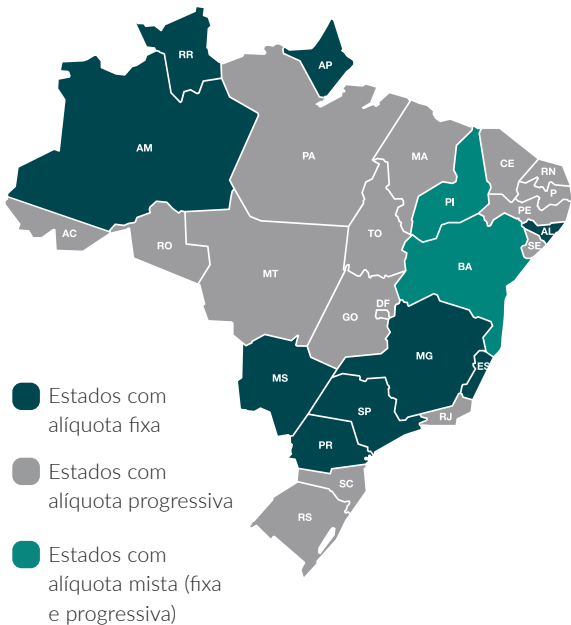 RR
AP
AM
PA
MA
CE
RN
P
PI
PE
AL
SE
AC
RO
TO
BA
MT
DF
GO
MG
ES
MS
SP
RJ
PR
SC
RS
Estados com
alíquota fixa
Estados com
alíquota progressiva
Estados com
alíquota mista (fixa
e progressiva)